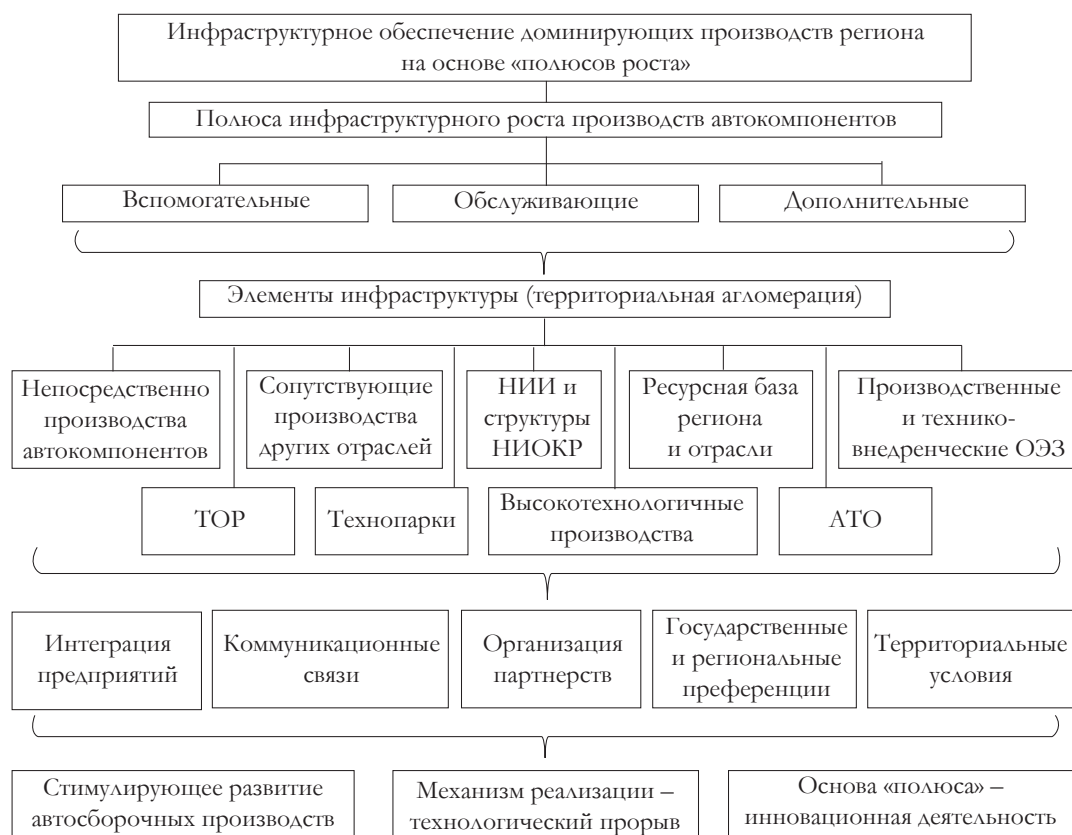 Инфраструктурное обеспечение доминирующих производств региона
на основе «полюсов роста»
Полюса инфраструктурного роста производств автокомпонентов
Вспомогательные
Обслуживающие
Дополнительные
Элементы инфраструктуры (территориальная агломерация)
Непосредственно
производства
автокомпонентов
Сопутствующие
производства
других отраслей
НИИ и
структуры
НИОКР
Ресурсная база
региона
и отрасли
Производственные
и технико-
внедренческие ОЭЗ
ТОР
Технопарки
Высокотехнологичные
производства
АТО
Интеграция
предприятий
Коммуникационные
связи
Организация
партнерств
Государственные
и региональные
преференции
Территориальные
условия
Стимулирующее развитие
автосборочных производств
Механизм реализации –
технологический прорыв
Основа «полюса» –
инновационная деятельность